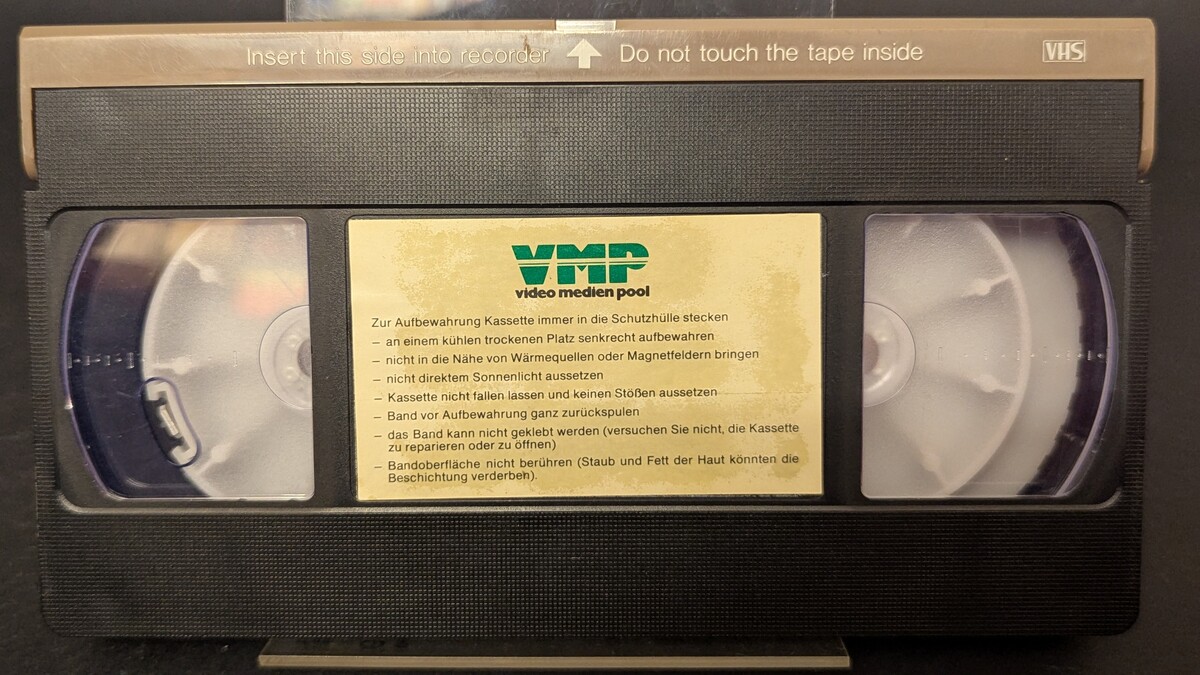 Insert this side into recorder Do not touch the tape inside VHS
VMP
video medien pool
Zur Aufbewahrung Kassette immer in die Schutzhülle stecken
– an einem kühlen trockenen Platz senkrecht aufbewahren
– nicht in die Nähe von Wärmequellen oder Magnetfeldern bringen
– nicht direktem Sonnenlicht aussetzen
– Kassette nicht fallen lassen und keinen Stößen aussetzen
– Band vor Aufbewahrung ganz zurückspulen
– das Band kann nicht geklebt werden (versuchen Sie nicht, die Kassette
zu reparieren oder zu öffnen)
– Bandoberfläche nicht berühren (Staub und Fett der Haut könnten die
Beschichtung verderben).